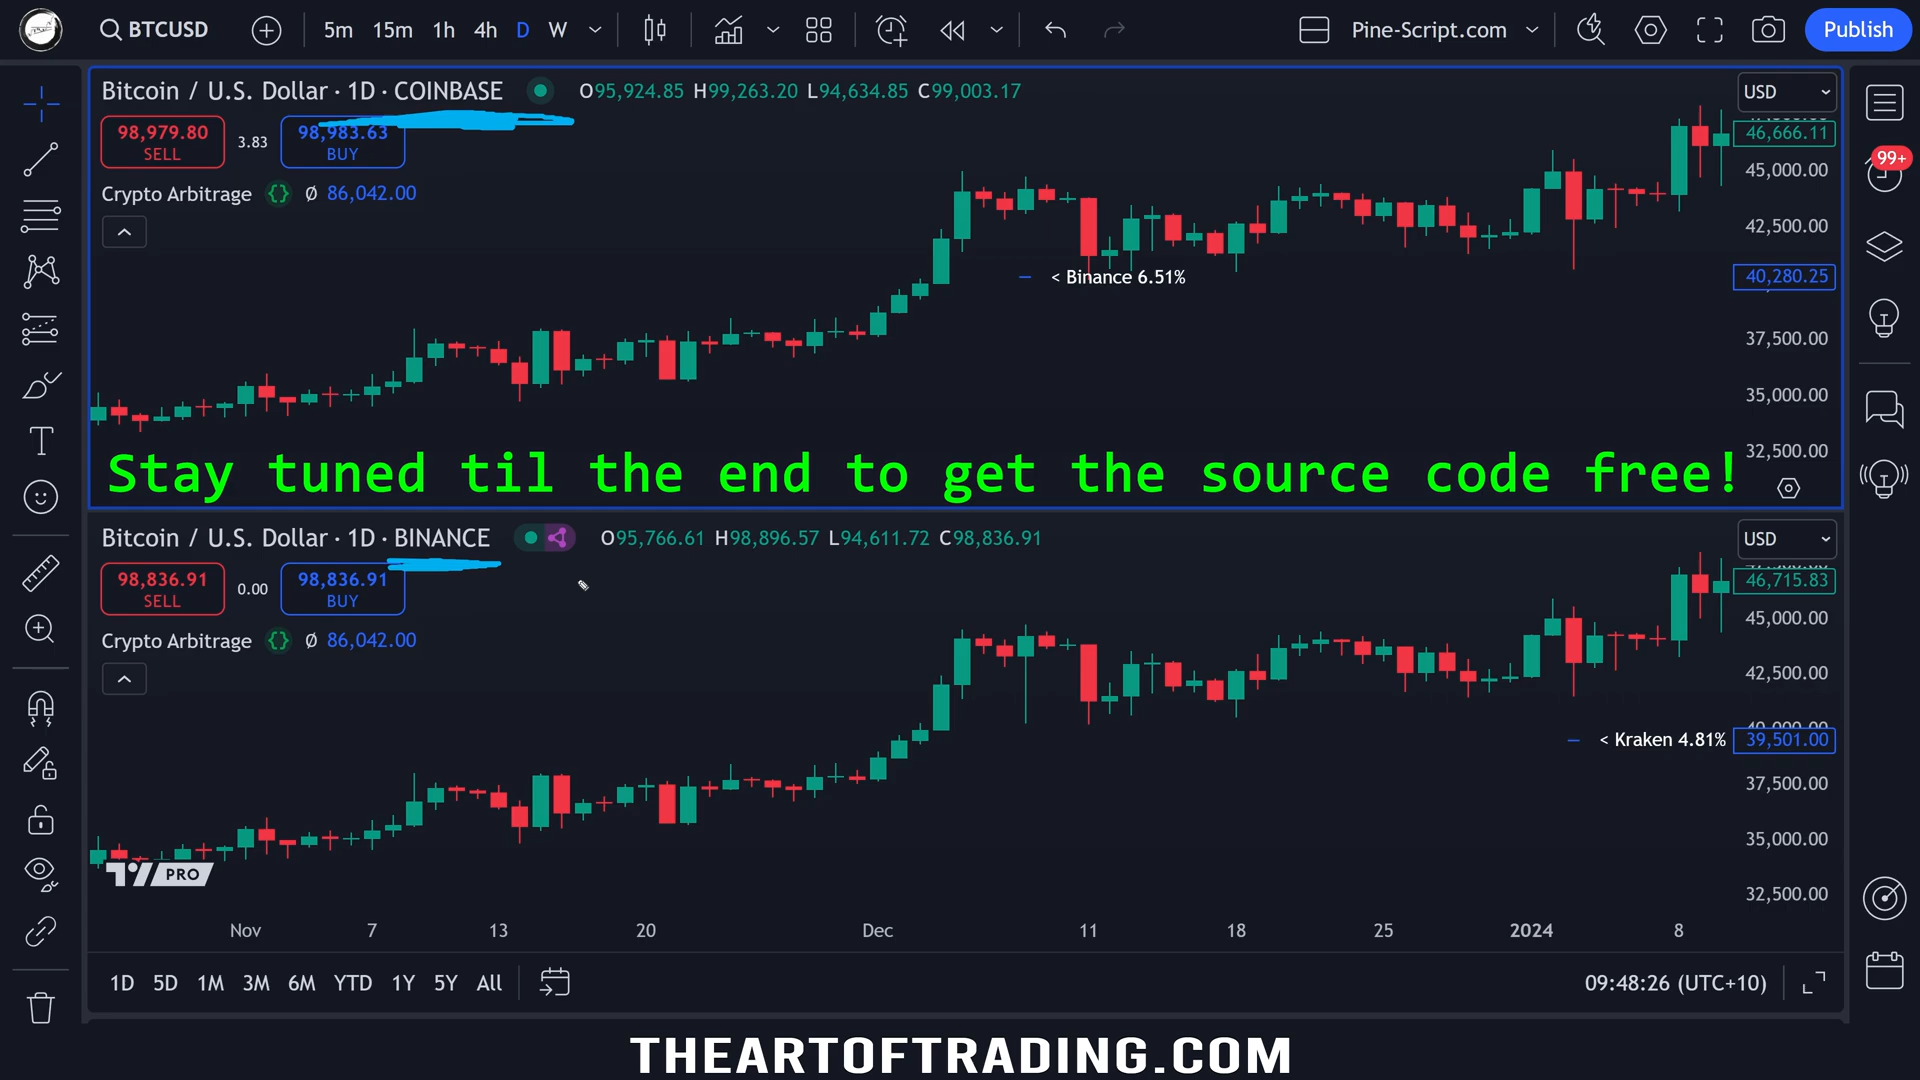 BTCUSD 5m 15m 1h 4h D W Pine-Script.com Publish
Bitcoin / U.S. Dollar · 1D · COINBASE O95,924.85 H99,263.20 L94,634.85 C99,003.17 USD
98,979.80 SELL 3.83 98,983.63 BUY
46,666.11
99+
45,000.00
Crypto Arbitrage {} Ø 86,042.00
42,500.00
< Binance 6.51% 40,280.25
37,500.00
35,000.00
32,500.00
Stay tuned til the end to get the source code free!
Bitcoin / U.S. Dollar · 1D · BINANCE O95,766.61 H98,896.57 L94,611.72 C98,836.91 USD
98,836.91 SELL 0.00 98,836.91 BUY
46,715.83
45,000.00
Crypto Arbitrage {} Ø 86,042.00
42,500.00
40,000.00
< Kraken 4.81% 39,501.00
37,500.00
35,000.00
PRO
32,500.00
Nov 7 13 20 Dec 11 18 25 2024 8
1D 5D 1M 3M 6M YTD 1Y 5Y All 09:48:26 (UTC+10)
THEARTOFTRADING.COM